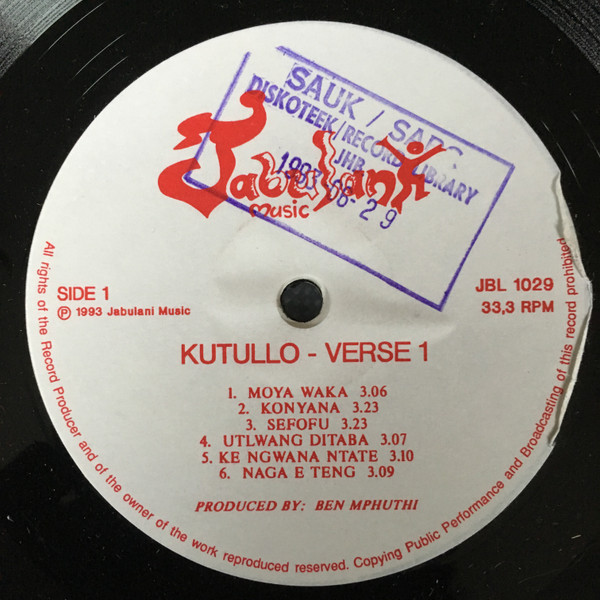 SAUK / SABC
DISKOTEEK/RECORD LIBRARY
JHB
1993 -06- 29
Jabulani
music
SIDE 1
℗ 1993 Jabulani Music
JBL 1029
33,3 RPM
KUTULLO - VERSE 1
1. MOYA WAKA 3.06
2. KONYANA 3.23
3. SEFOFU 3.23
4. UTLWANG DITABA 3.07
5. KE NGWANA NTATE 3.10
6. NAGA E TENG 3.09
PRODUCED BY: BEN MPHUTHI
All rights of the Record Producer and of the owner of the work reproduced reserved. Copying Public Performance and Broadcasting of this record prohibited